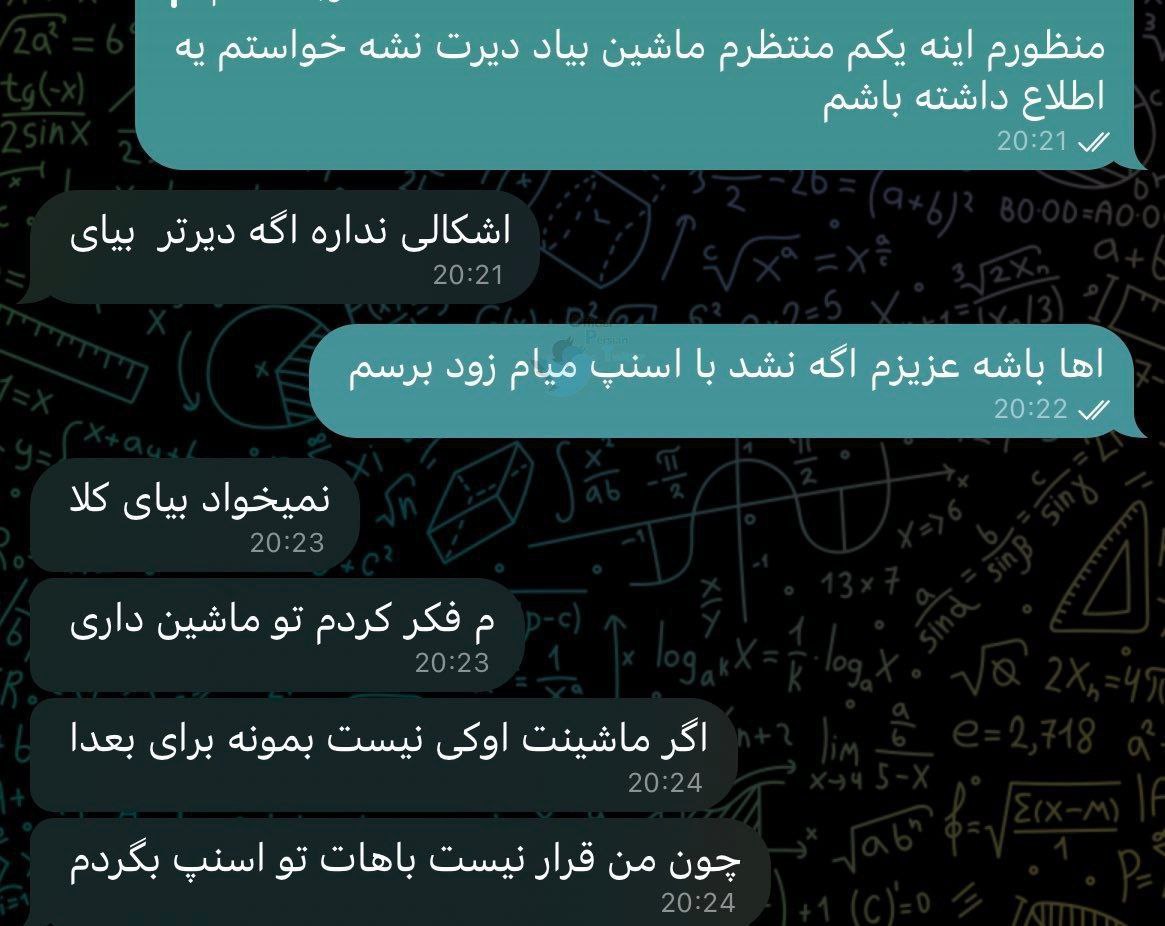 منظورم اینه یکم منتظرم ماشین بیاد دیرت نشه خواستم یه
اطلاع داشته باشم
20:21
اشکالی نداره اگه دیرتر  بیای
20:21
اها باشه عزیزم اگه نشد با اسنپ میام زود برسم
20:22
نمیخواد بیای کلا
20:23
م فکر کردم تو ماشین داری
20:23
اگر ماشینت اوکی نیست بمونه برای بعدا
20:24
چون من قرار نیست باهات تو اسنپ بگردم
20:24